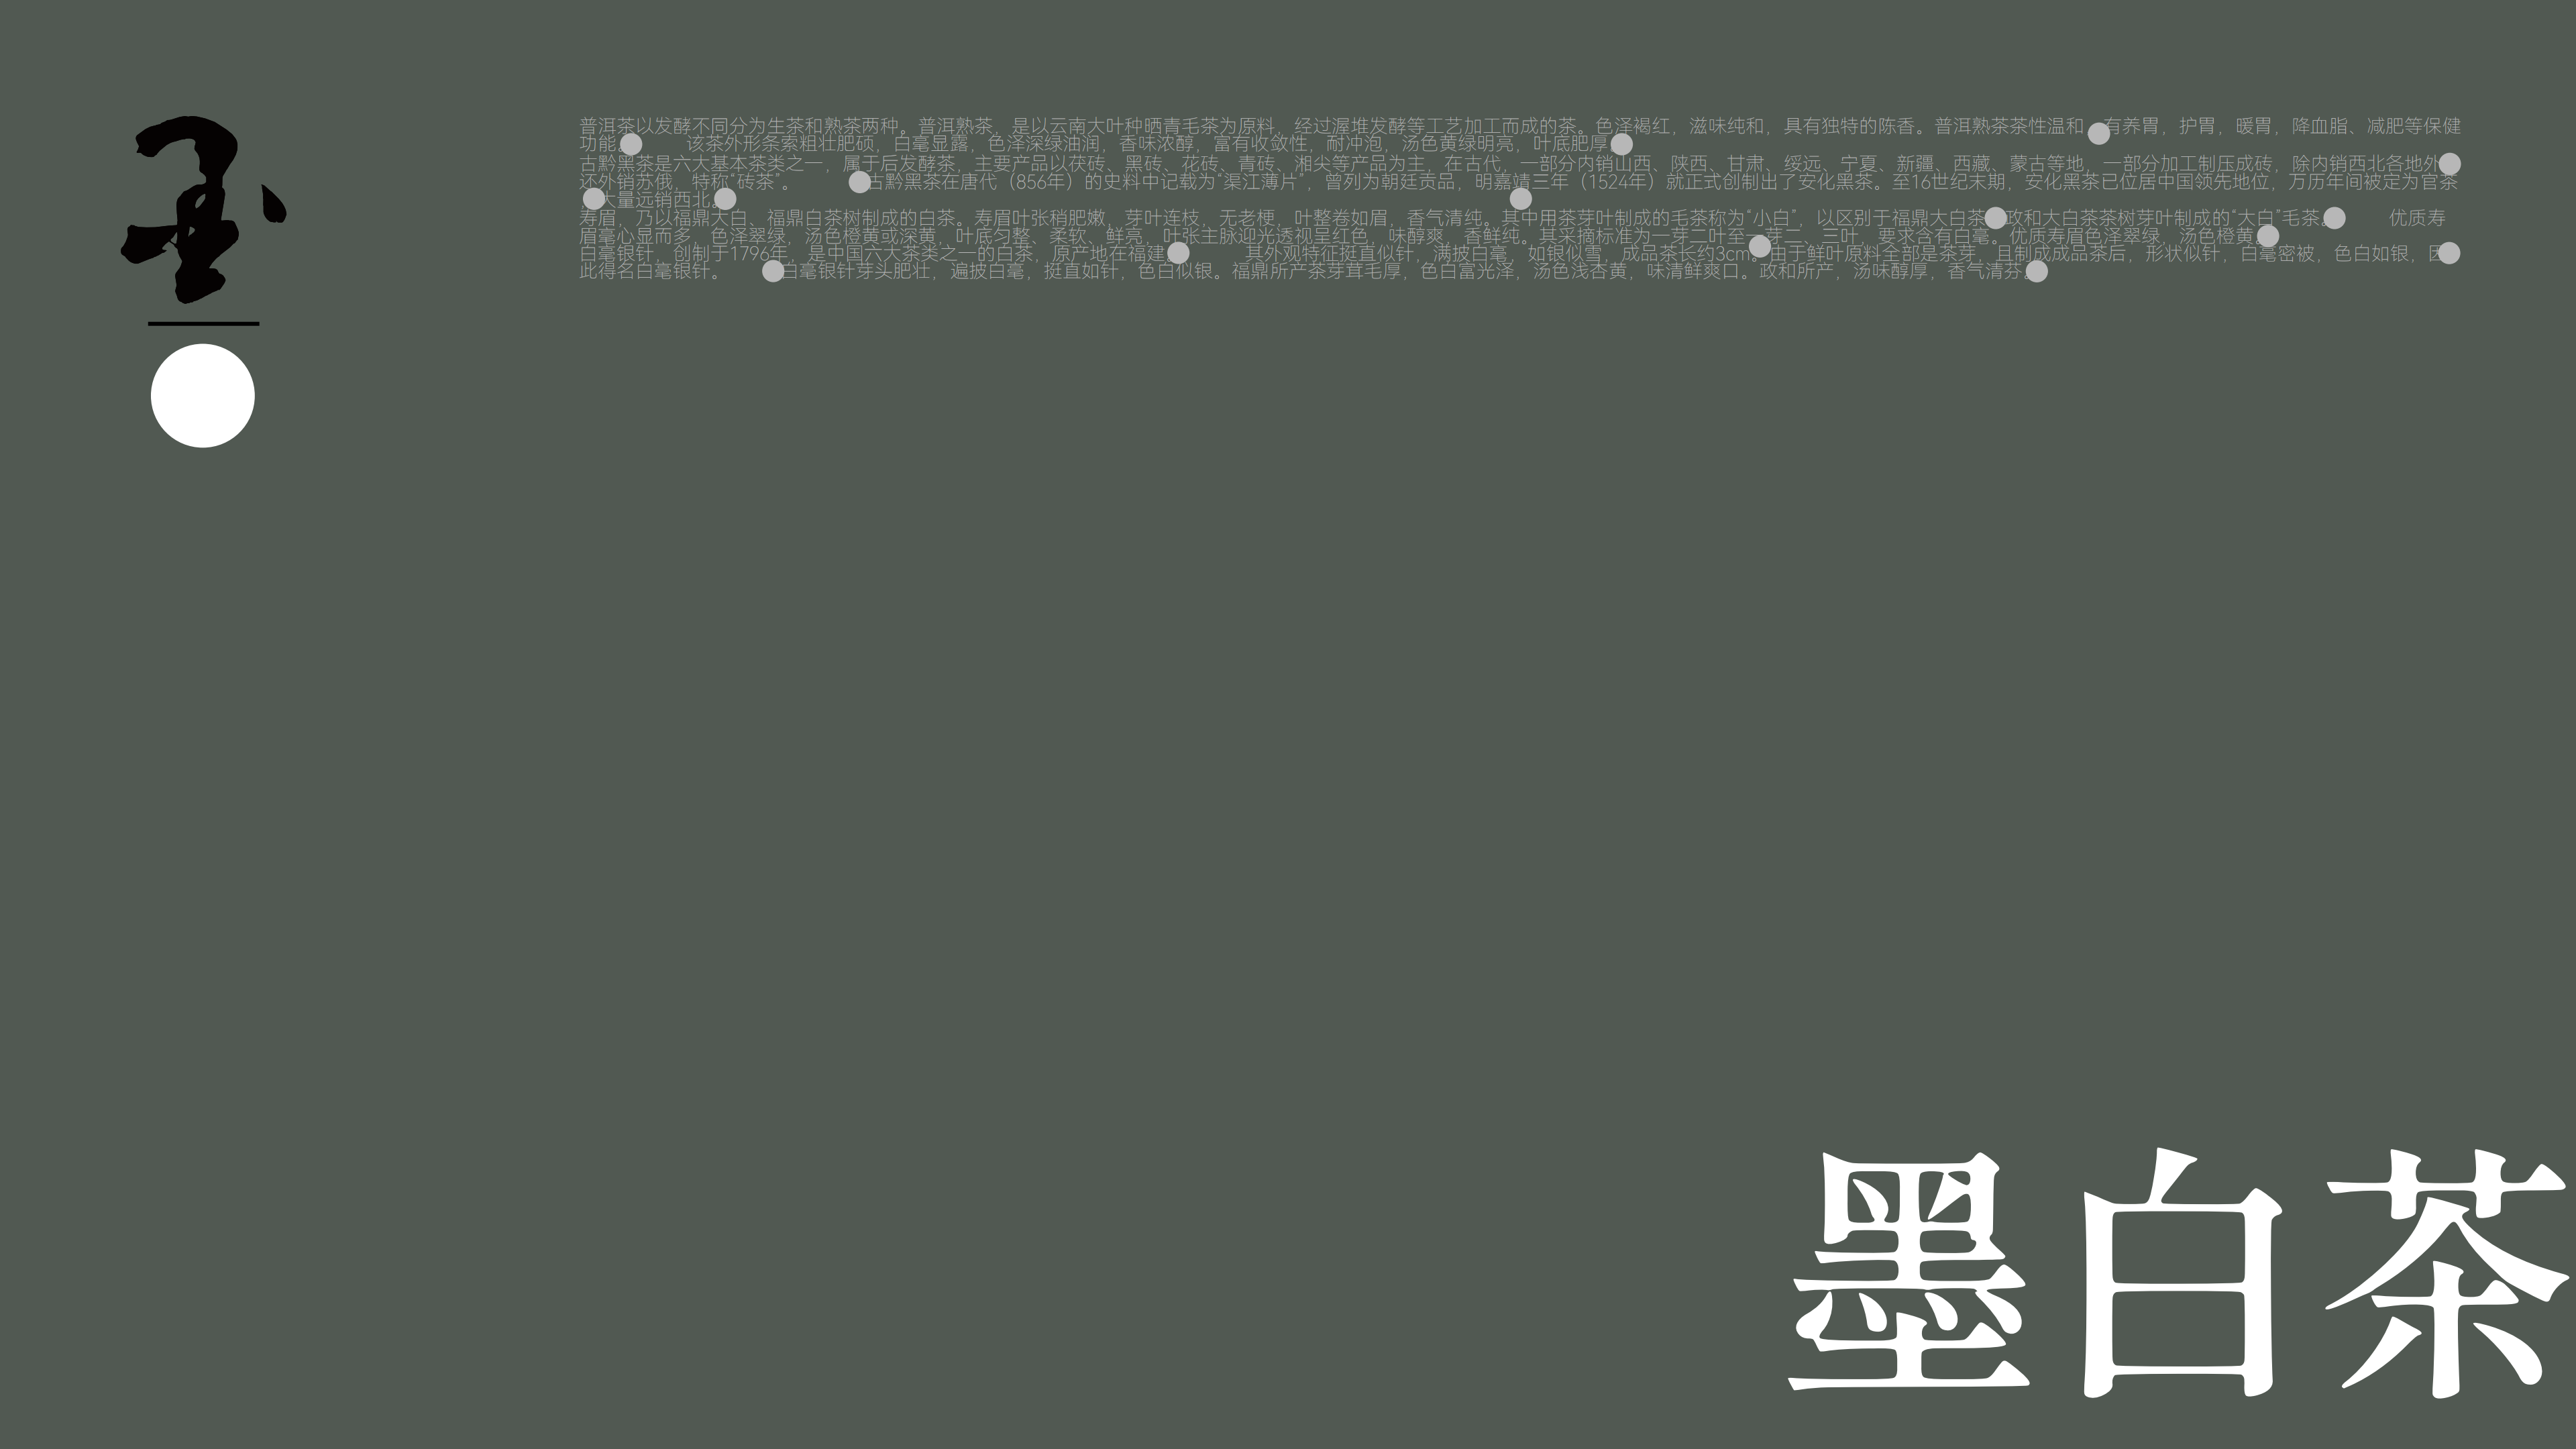 普洱茶以发酵不同分为生茶和熟茶两种。普洱熟茶，是以云南大叶种晒青毛茶为原料，经过渥堆发酵等工艺加工而成的茶。色泽褐红，滋味纯和，具有独特的陈香。普洱熟茶茶性温和，有养胃，护胃，暖胃，降血脂、减肥等保健
功能。 该茶外形条索粗壮肥硕，白毫显露，色泽深绿油润，香味浓醇，富有收敛性，耐冲泡，汤色黄绿明亮，叶底肥厚
古黔黑茶是六大基本茶类之一，属于后发酵茶，主要产品以茯砖、黑砖、花砖、青砖、湘尖等产品为主，在古代，一部分内销山西、陕西、甘肃、绥远、宁夏、新疆、西藏、蒙古等地，一部分加工制压成砖，除内销西北各地外
还外销苏俄，特称“砖茶”。 古黔黑茶在唐代（856年）的史料中记载为“渠江薄片”，曾列为朝廷贡品，明嘉靖三年（1524年）就正式创制出了安化黑茶。至16世纪末期，安化黑茶已位居中国领先地位，万历年间被定为官茶
，大量远销西北。
寿眉，乃以福鼎大白、福鼎白茶树制成的白茶。寿眉叶张稍肥嫩，芽叶连枝，无老梗，叶整卷如眉，香气清纯。其中用茶芽叶制成的毛茶称为“小白”，以区别于福鼎大白茶 政和大白茶茶树芽叶制成的“大白”毛茶。 优质寿
眉毫心显而多，色泽翠绿，汤色橙黄或深黄，叶底匀整、柔软、鲜亮，叶张主脉迎光透视呈红色，味醇爽，香鲜纯。其采摘标准为一芽二叶至一芽二、三叶，要求含有白毫。优质寿眉色泽翠绿，汤色橙黄。
白毫银针，创制于1796年，是中国六大茶类之一的白茶，原产地在福建。 其外观特征挺直似针，满披白毫，如银似雪，成品茶长约3cm。由于鲜叶原料全部是茶芽，且制成成品茶后，形状似针，白毫密被，色白如银，因
此得名白毫银针。 白毫银针芽头肥壮，遍披白毫，挺直如针，色白似银。福鼎所产茶芽茸毛厚，色白富光泽，汤色浅杏黄，味清鲜爽口。政和所产，汤味醇厚，香气清芬。
墨白茶